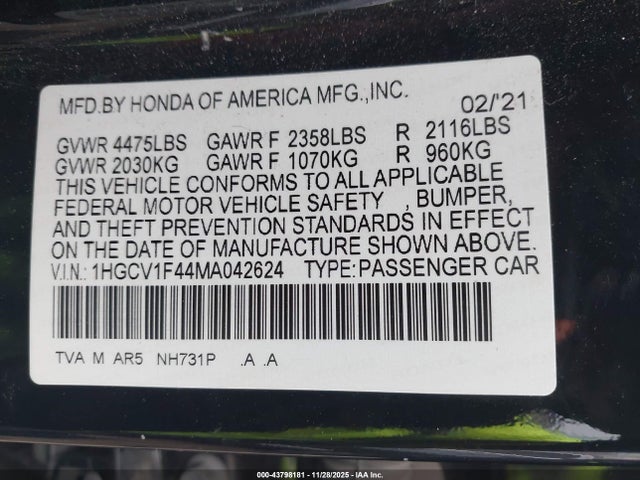 MFD.BY HONDA OF AMERICA MFG.,INC. 02/'21
GVWR 4475LBS GAWR F 2358LBS R 2116LBS
GVWR 2030KG GAWR F 1070KG R 960KG
THIS VEHICLE CONFORMS TO ALL APPLICABLE
FEDERAL MOTOR VEHICLE SAFETY , BUMPER,
AND THEFT PREVENTION STANDARDS IN EFFECT
ON THE DATE OF MANUFACTURE SHOWN ABOVE.
V.I.N.: 1HGCV1F44MA042624 TYPE:PASSENGER CAR
TVA M AR5 NH731P .A .A
000-43798181 - 11/28/2025 - IAA Inc.